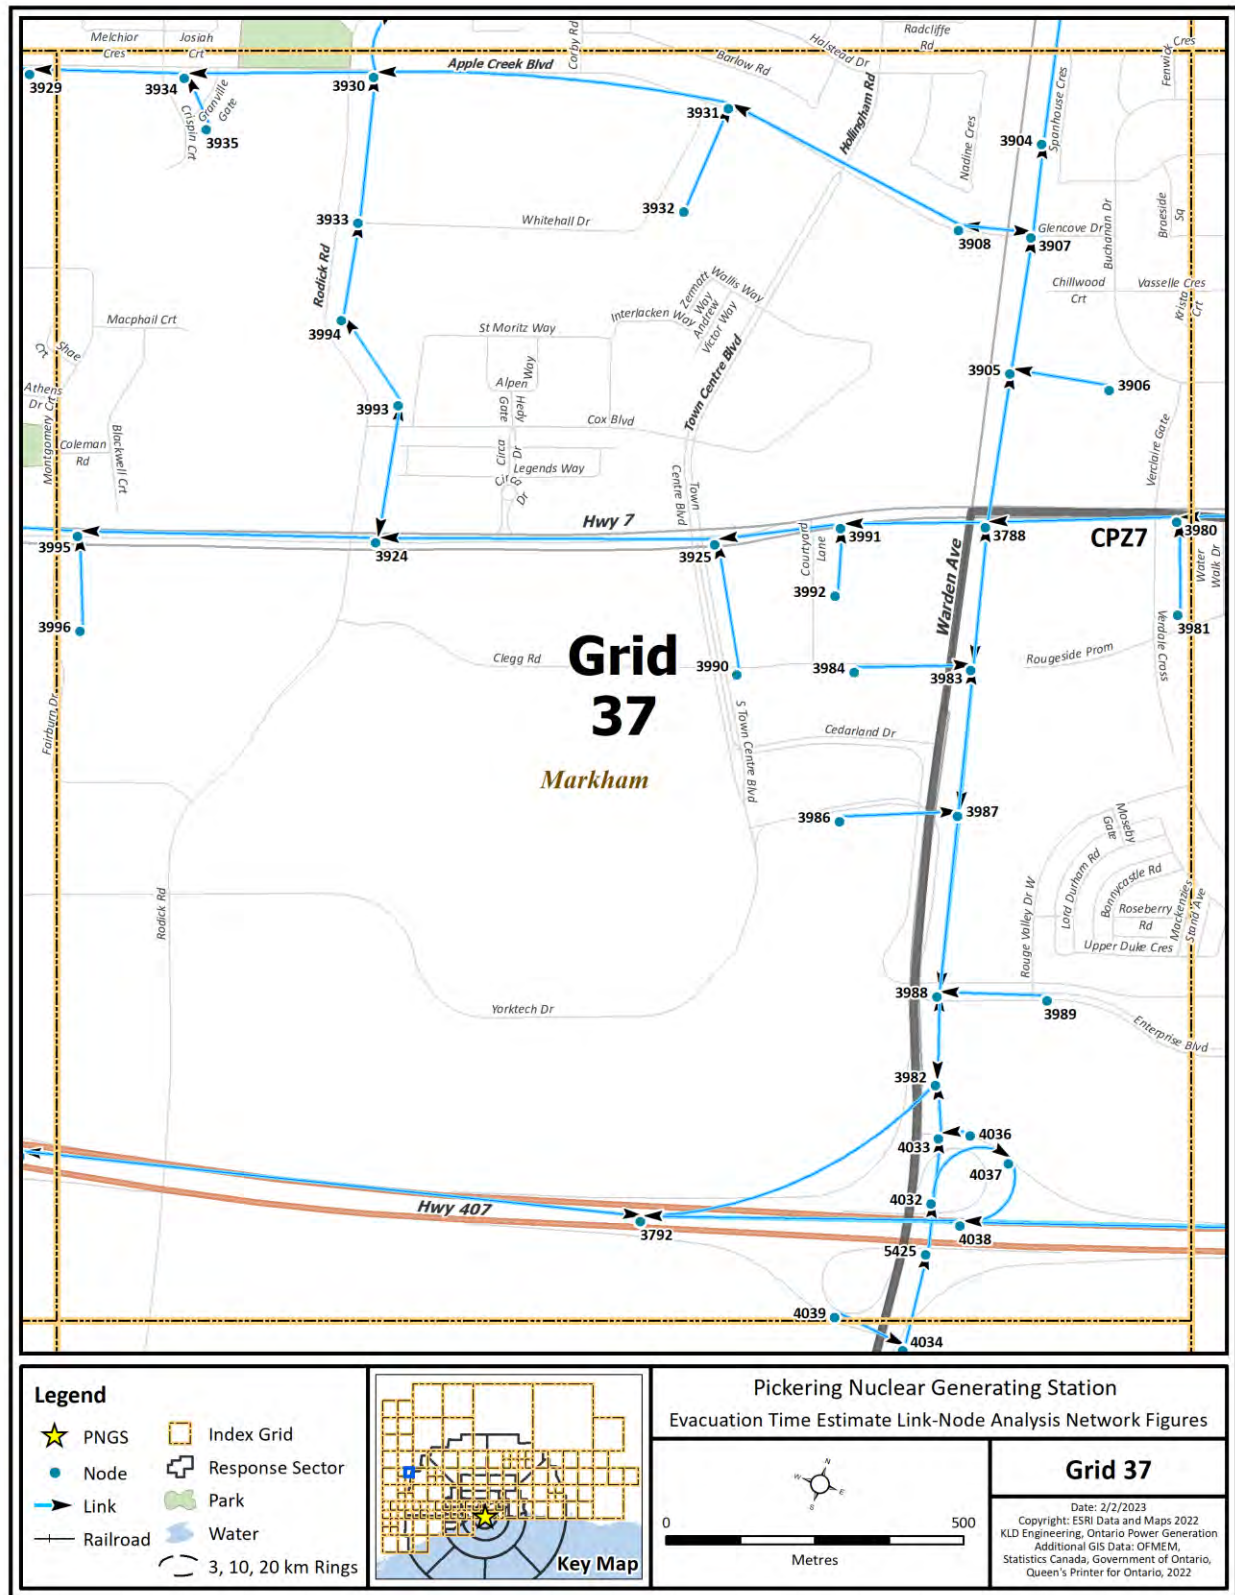 Melchior
Cres
Josiah
Crt
Corby Rd
Radcliffe
Rd
Halstead Dr
Barlow Rd
Fenwick
Cres
Apple Creek Blvd
3929
3934
3930
3931
Hollingham Rd
Spanhouse Cres
Granville
Gate
Crispin Crt
3935
3904
Nadine Cres
Braeside
Sq
Buchanan Dr
3933
Whitehall Dr
3932
3908
3907
Glencove Dr
Rodick Rd
Chillwood
Crt
Vasselle Cres
Krista
Crt
Zermatt
Way
Wallis Way
Andrew
Way
Victor Way
Interlacken Way
Macphail Crt
3994
St Moritz Way
Shae
Crt
Town Centre Blvd
3905
3906
Athens
Dr
Alpen
Way
Hedy
Gate
3993
Cox Blvd
Montgomery Crt
Coleman
Rd
Blackwell Crt
Circa
Dr
Legends Way
Circa
Dr
Town
Centre Blvd
Verclaire Gate
Hwy 7
3995
3924
3925
Courtyard
Lane
3991
3788
CPZ7
3980
Water
Walk Dr
Warden Ave
3992
3996
3981
Verdale Cross
Clegg Rd
Grid
37
3990
3984
3983
Rougeside Prom
Fairburn Dr
S Town Centre Blvd
Cedarland Dr
Markham
3986
3987
Moseby
Gate
Lord Durham Rd
Bonnycastle Rd
Roseberry
Rd
Mackenzies
Stand Ave
Upper Duke Cres
Rouge Valley Dr W
Rodick Rd
3988
3989
Yorktech Dr
Enterprise Blvd
3982
4033
4036
4037
4032
Hwy 407
3792
4038
5425
4039
4034
Legend
PNGS
Node
Link
Railroad
Index Grid
Response Sector
Park
Water
3, 10, 20 km Rings
Key Map
Pickering Nuclear Generating Station
Evacuation Time Estimate Link-Node Analysis Network Figures
N
W
E
S
0
500
Metres
Grid 37
Date: 2/2/2023
Copyright: ESRI Data and Maps 2022
KLD Engineering, Ontario Power Generation
Additional GIS Data: OFMEM,
Statistics Canada, Government of Ontario,
Queen's Printer for Ontario, 2022